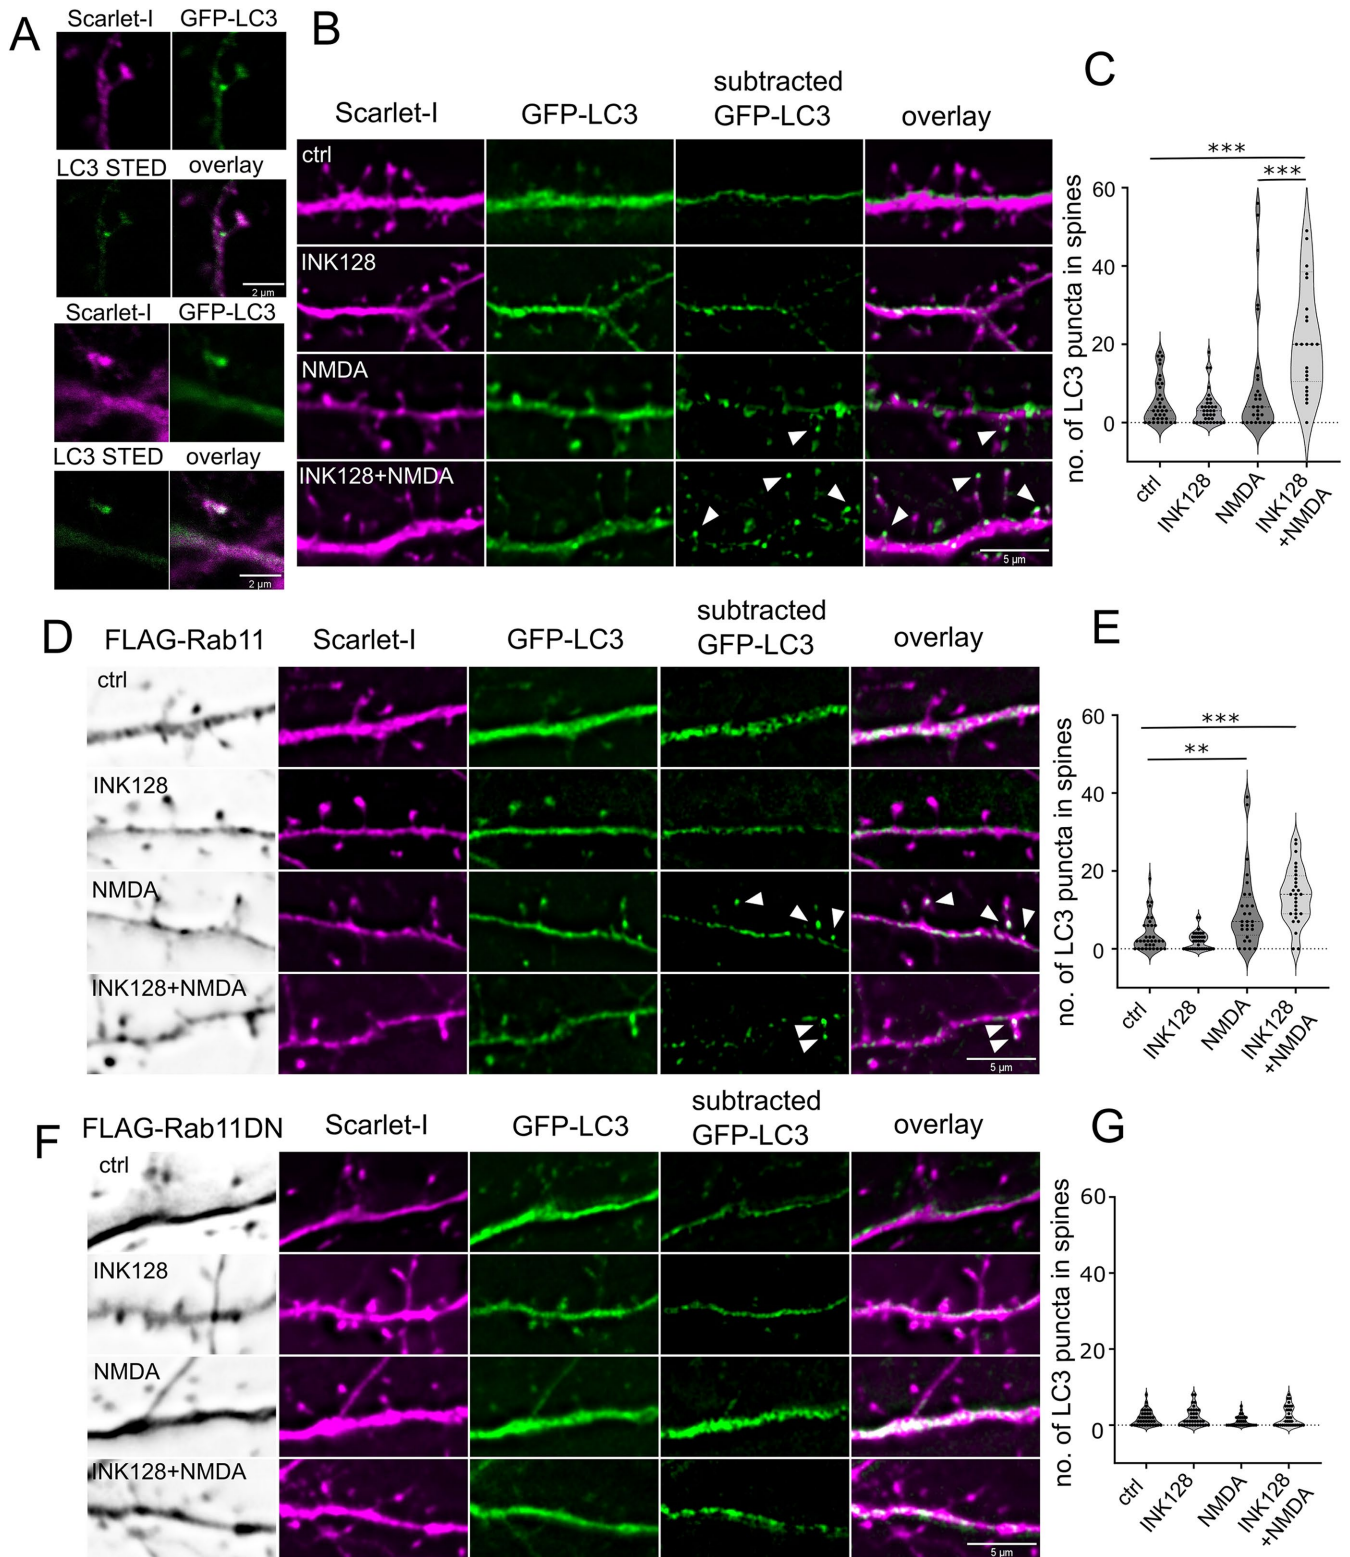 A
Scarlet-I GFP-LC3
LC3 STED overlay
2 µm
Scarlet-I GFP-LC3
LC3 STED overlay
2 µm
B
Scarlet-I GFP-LC3 subtracted GFP-LC3 overlay
ctrl
INK128
NMDA
INK128+NMDA
5 µm
C
no. of LC3 puncta in spines
***
***
60
40
20
0
ctrl
INK128
NMDA
INK128
+NMDA
D
FLAG-Rab11 Scarlet-I GFP-LC3 subtracted GFP-LC3 overlay
ctrl
INK128
NMDA
INK128+NMDA
5 µm
E
no. of LC3 puncta in spines
***
**
60
40
20
0
ctrl
INK128
NMDA
INK128
+NMDA
F
FLAG-Rab11DN Scarlet-I GFP-LC3 subtracted GFP-LC3 overlay
ctrl
INK128
NMDA
INK128+NMDA
5 µm
G
no. of LC3 puncta in spines
60
40
20
0
ctrl
INK128
NMDA
INK128
+NMDA